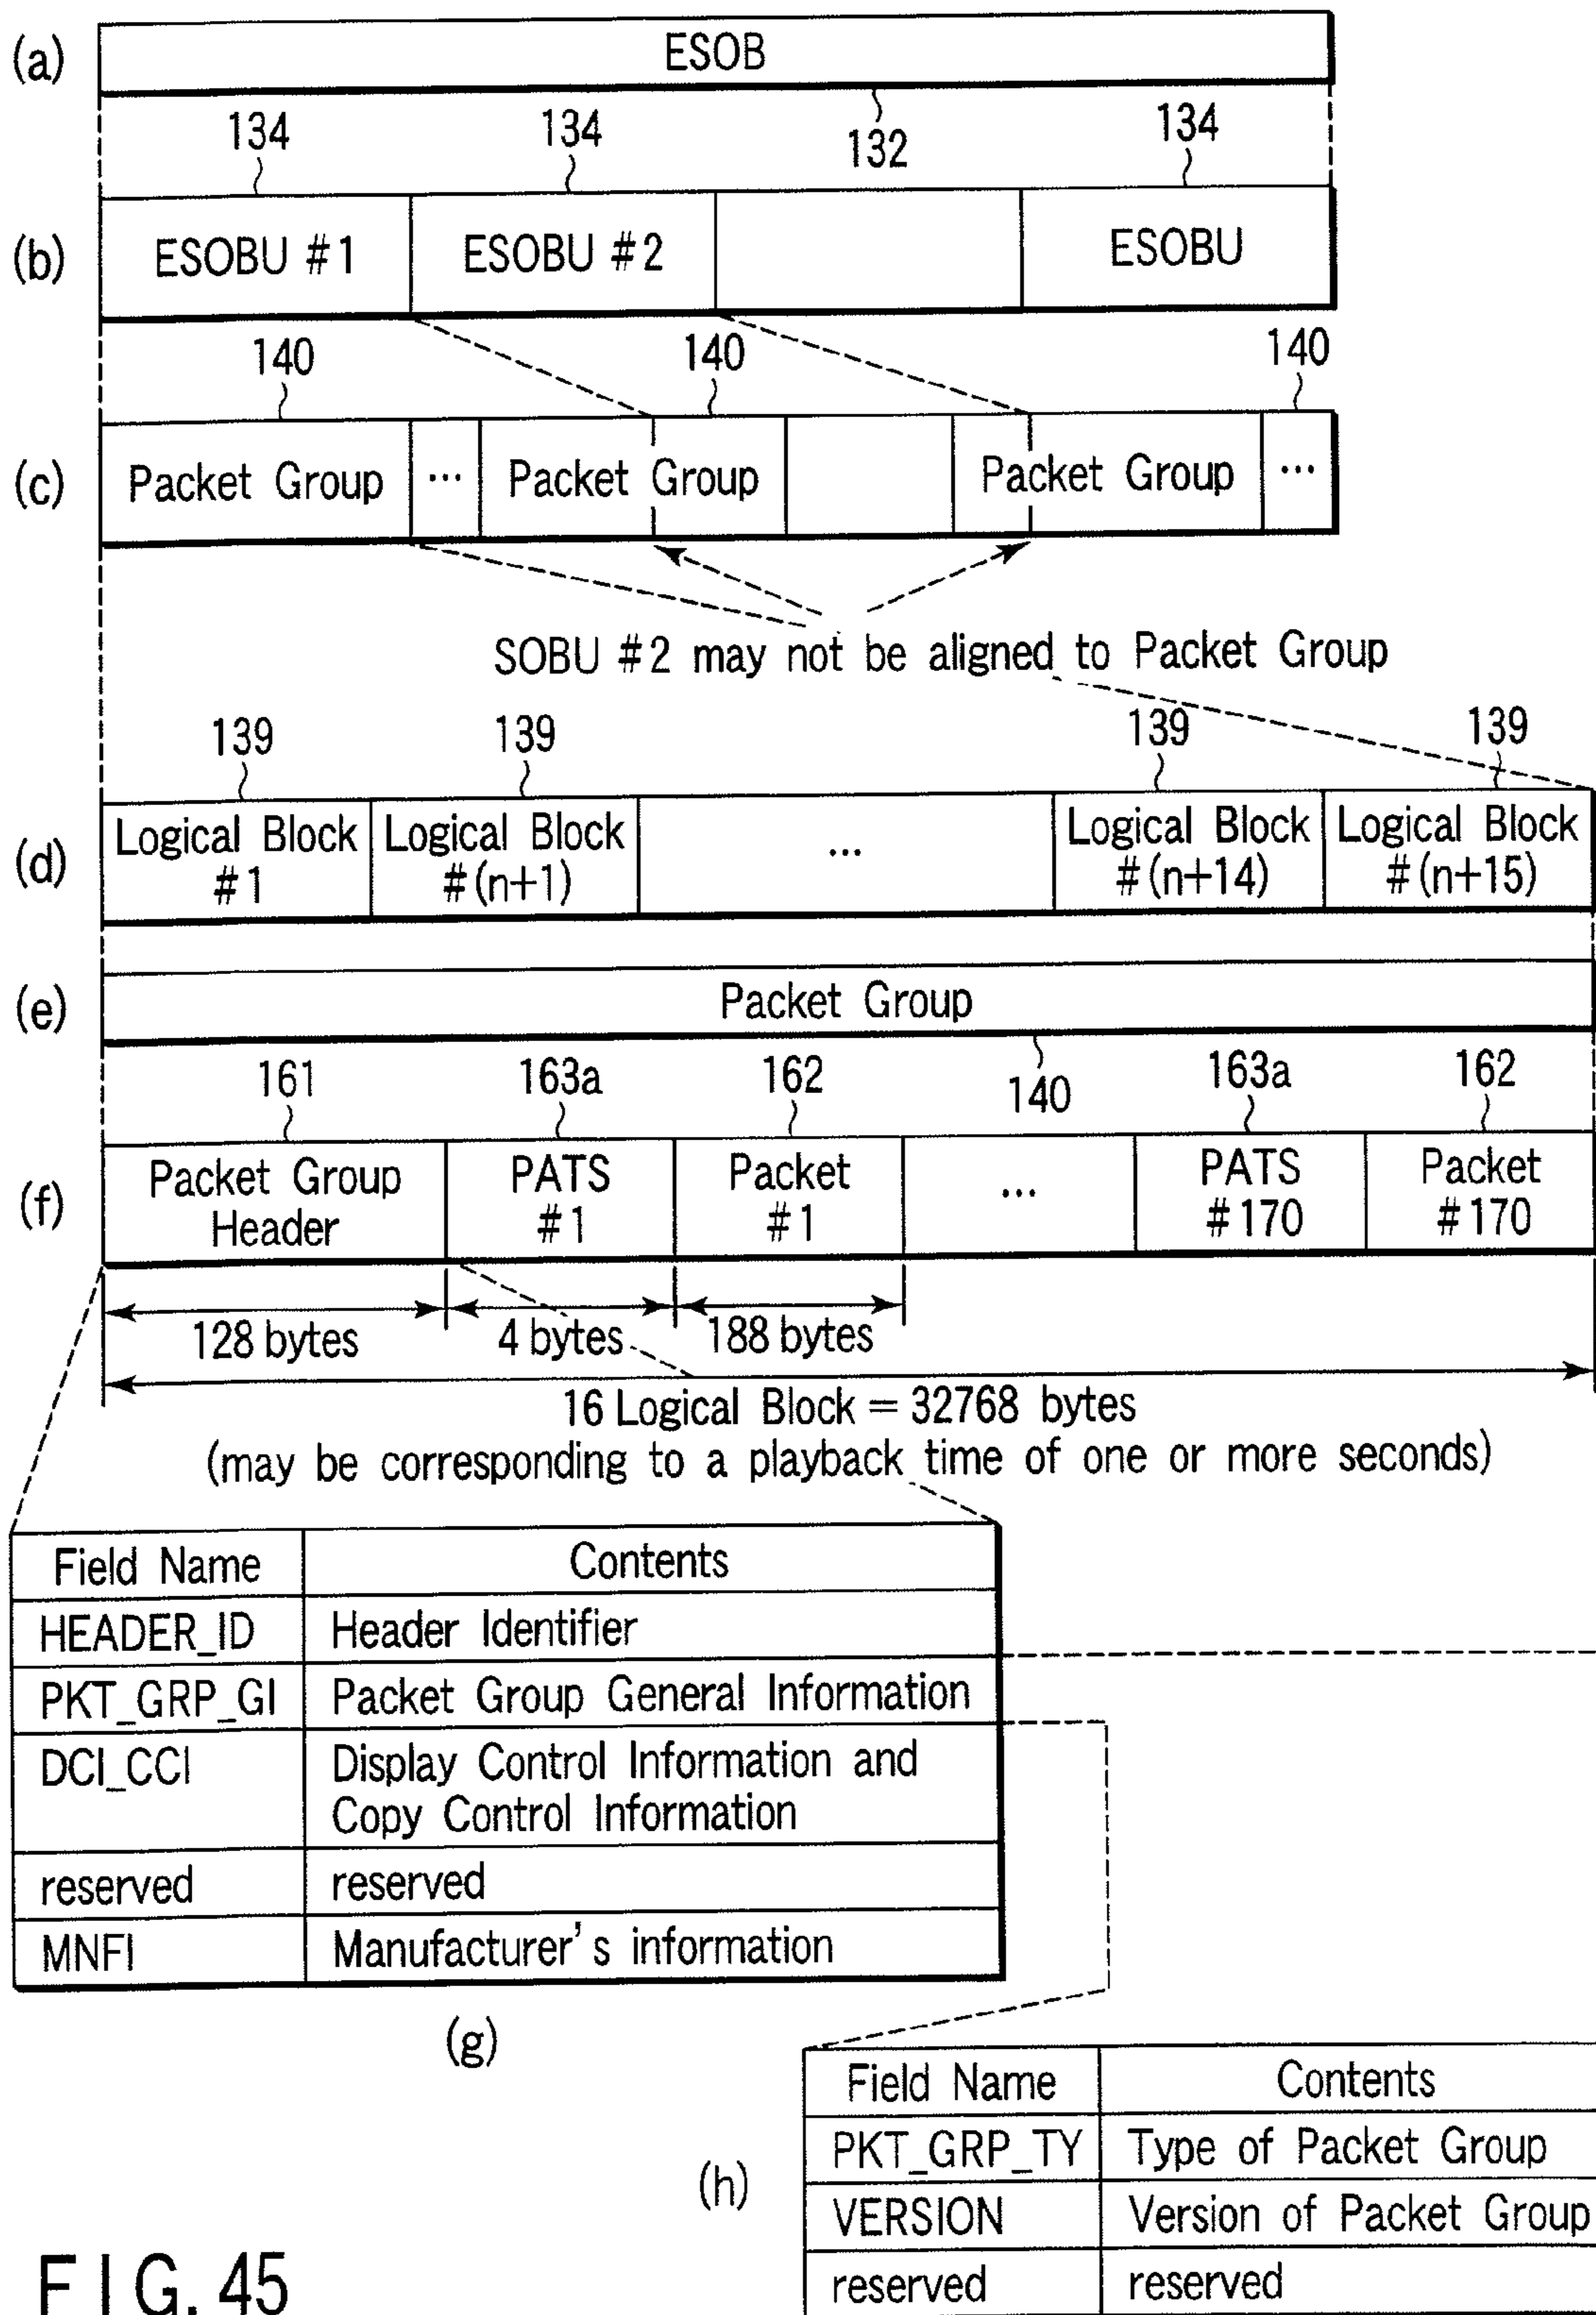 (a) ESOB
134 134 132 134
(b) ESOBU #1 ESOBU #2 ESOBU
140 140 140
(c) Packet Group ... Packet Group Packet Group ...
SOBU #2 may not be aligned to Packet Group
139 139 139 139
(d) Logical Block #1 Logical Block #(n+1) ... Logical Block #(n+14) Logical Block #(n+15)
(e) Packet Group
161 163a 162 140 163a 162
(f) Packet Group Header PATS #1 Packet #1 ... PATS #170 Packet #170
128 bytes 4 bytes 188 bytes
16 Logical Block = 32768 bytes
(may be corresponding to a playback time of one or more seconds)
Field Name Contents
HEADER_ID Header Identifier
PKT_GRP_GI Packet Group General Information
DCI_CCI Display Control Information and
Copy Control Information
reserved reserved
MNFI Manufacturer's information
(g)
Field Name Contents
(h) PKT_GRP_TY Type of Packet Group
VERSION Version of Packet Group
reserved reserved
FIG. 45